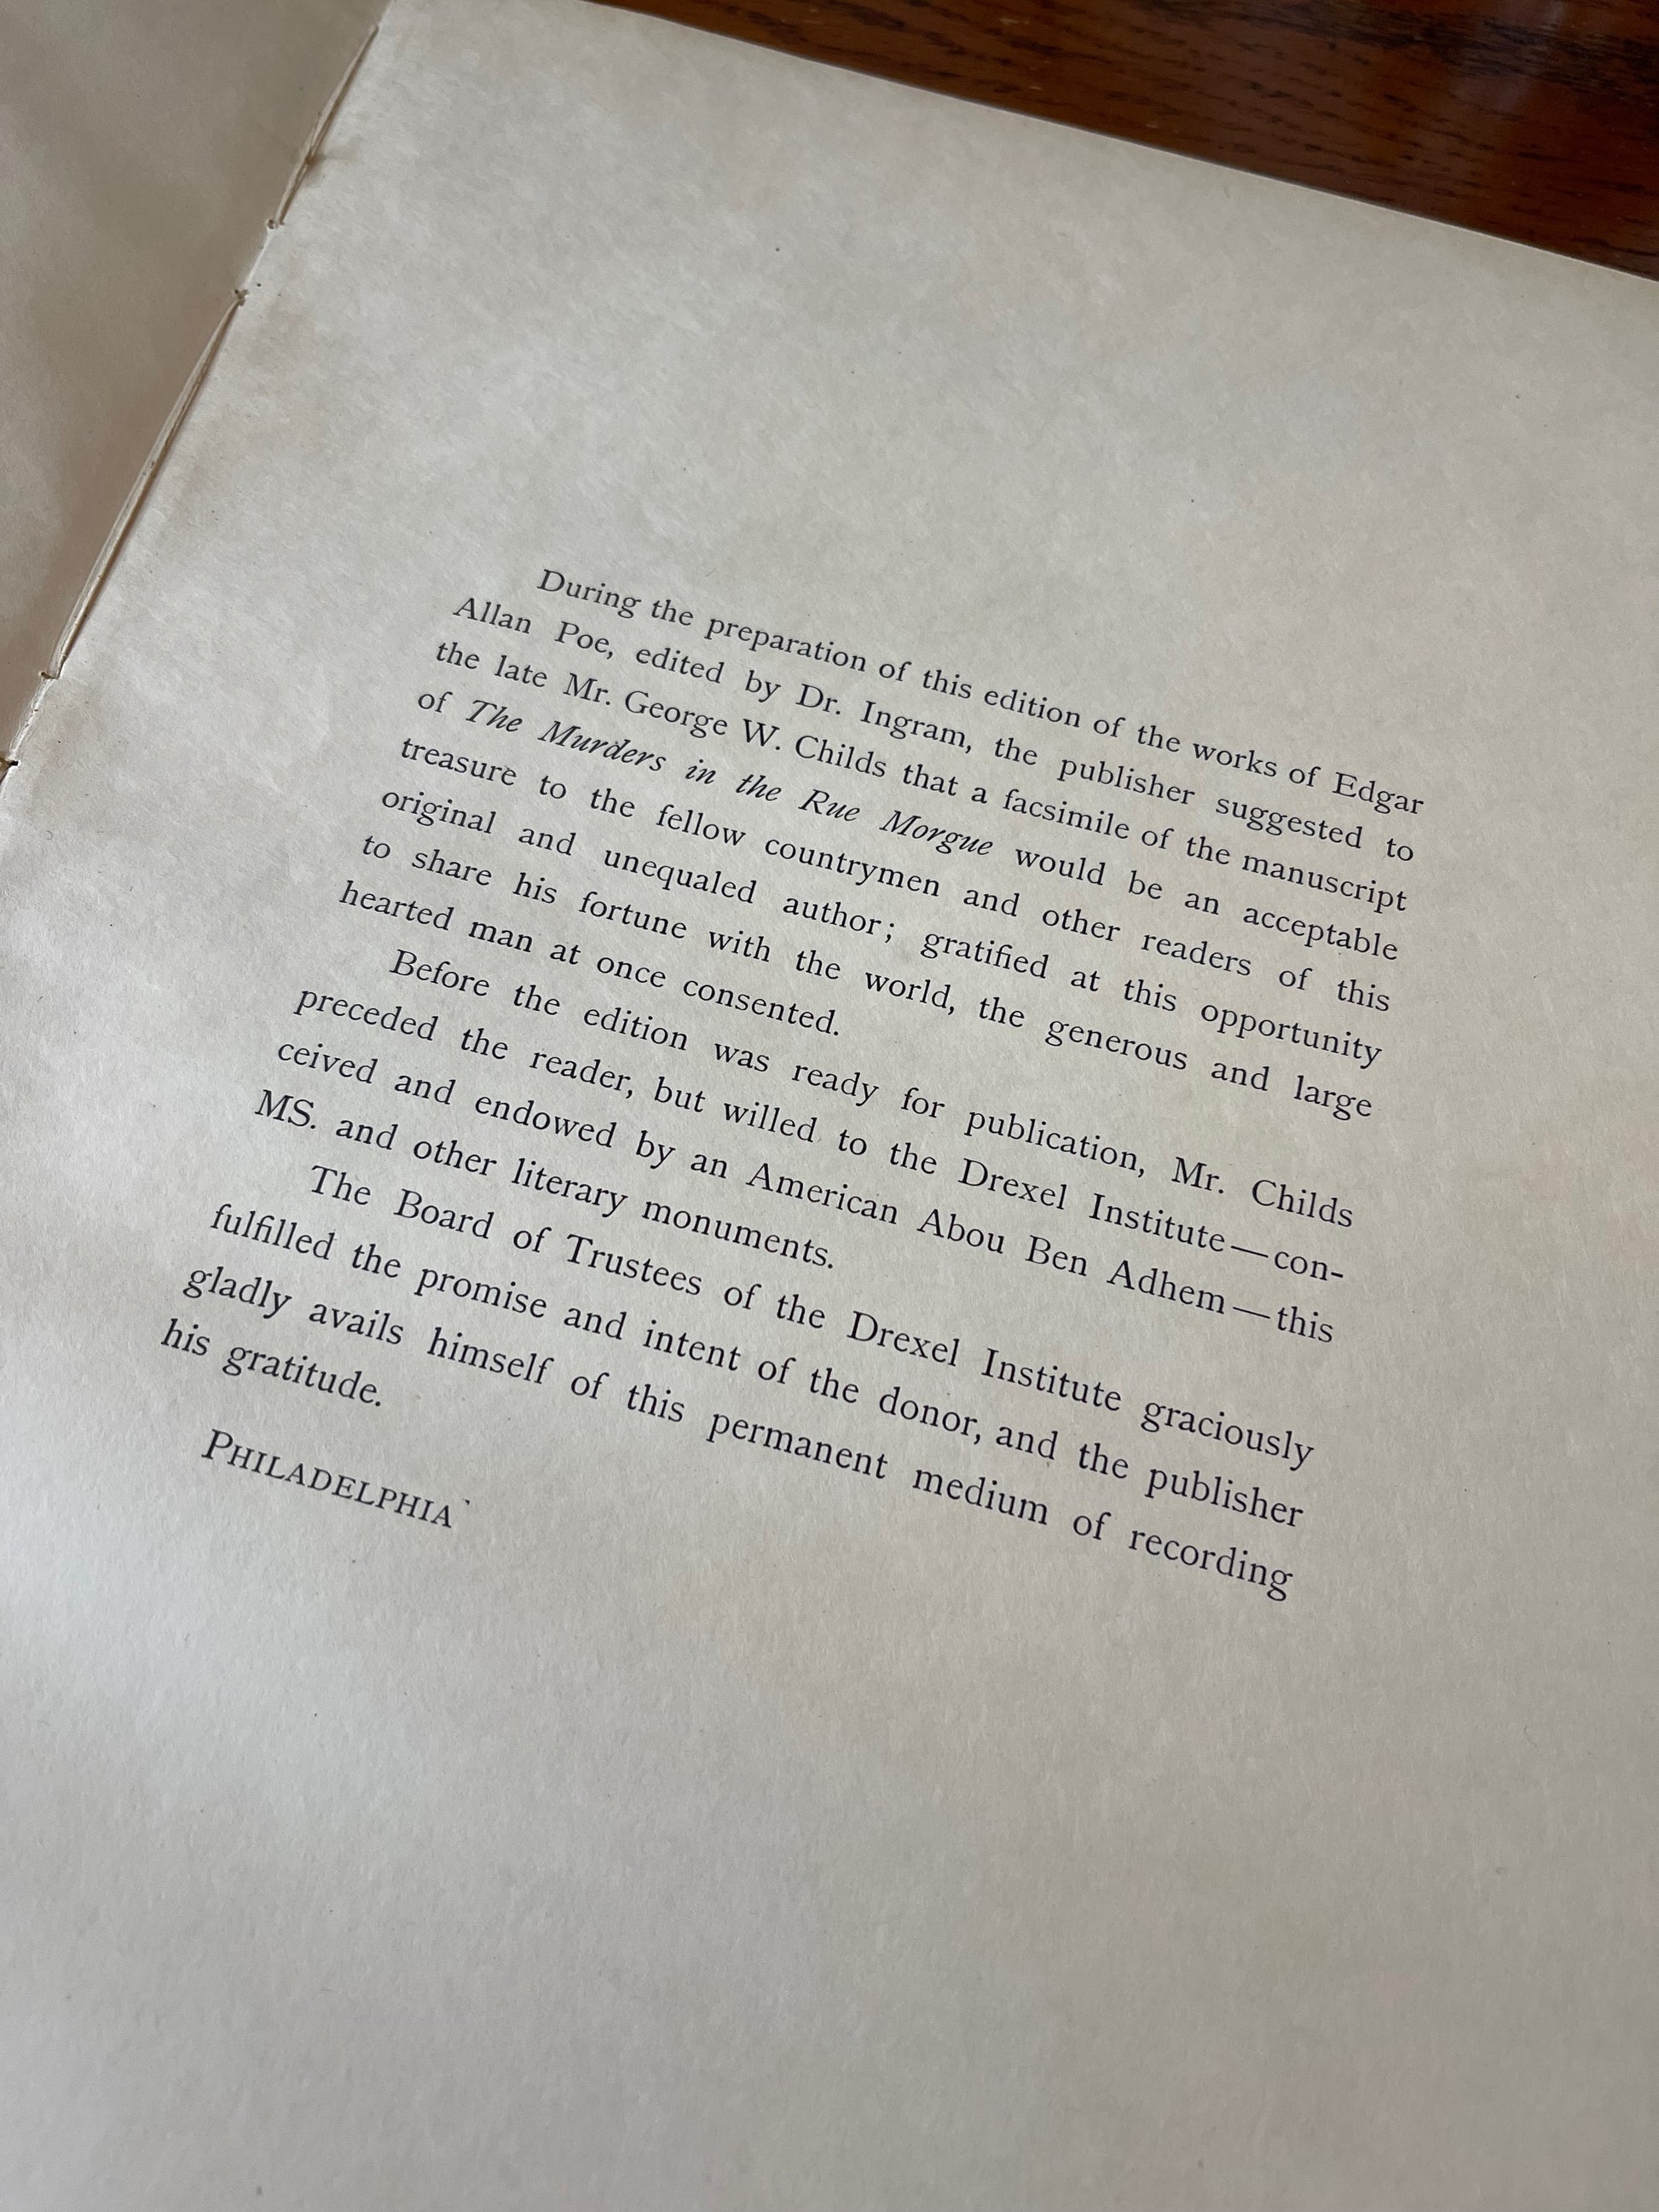 During the preparation of this edition of the works of Edgar
Allan Poe, edited by Dr. Ingram, the publisher suggested to
the late Mr. George W. Childs that a facsimile of the manuscript
of The Murders in the Rue Morgue would be an acceptable
treasure to the fellow countrymen and other readers of this
original and unequaled author; gratified at this opportunity
to share his fortune with the world, the generous and large
hearted man at once consented.
Before the edition was ready for publication, Mr. Childs
preceded the reader, but willed to the Drexel Institute—con-
ceived and endowed by an American Abou Ben Adhem—this
MS. and other literary monuments.
The Board of Trustees of the Drexel Institute graciously
fulfilled the promise and intent of the donor, and the publisher
gladly avails himself of this permanent medium of recording
his gratitude.
PHILADELPHIA